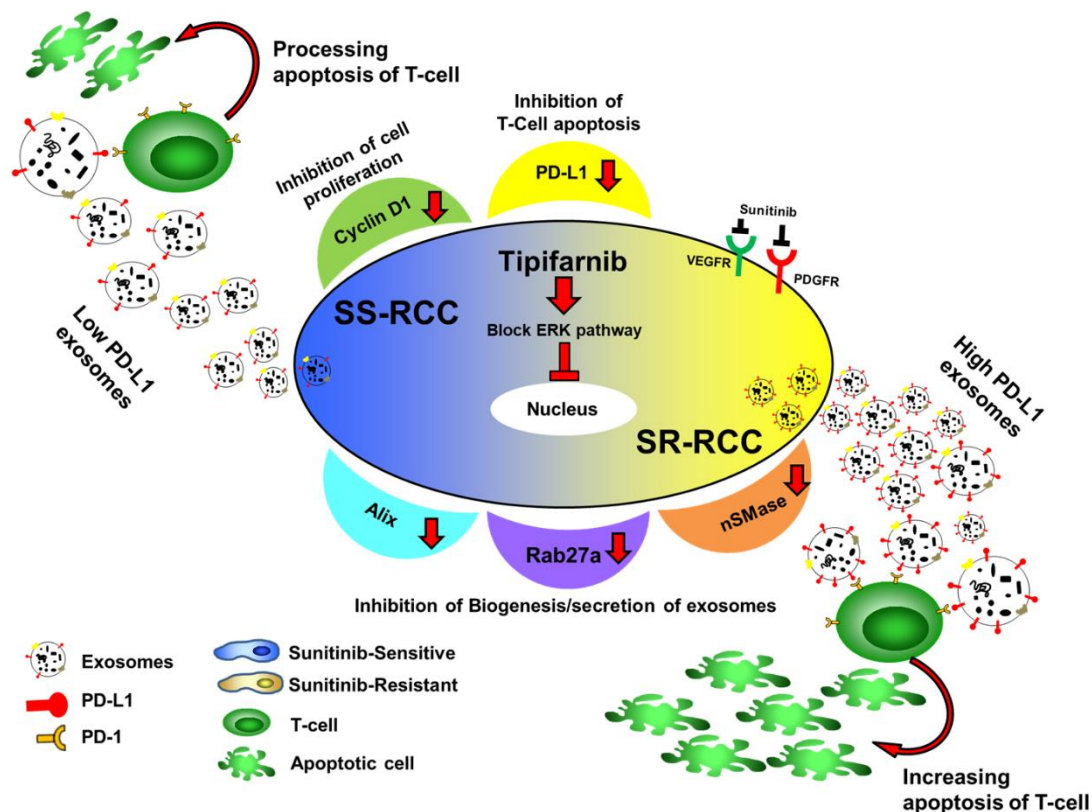 Processing
apoptosis of T-cell
Inhibition of
T-Cell apoptosis
Inhibition of cell
proliferation
Cyclin D1
PD-L1
Sunitinib
VEGFR
PDGFR
Tipifarnib
SS-RCC
Block ERK pathway
Nucleus
SR-RCC
Low PD-L1
exosomes
High PD-L1
exosomes
Alix
Rab27a
nSMase
Inhibition of Biogenesis/secretion of exosomes
Exosomes
PD-L1
PD-1
Sunitinib-Sensitive
Sunitinib-Resistant
T-cell
Apoptotic cell
Increasing
apoptosis of T-cell